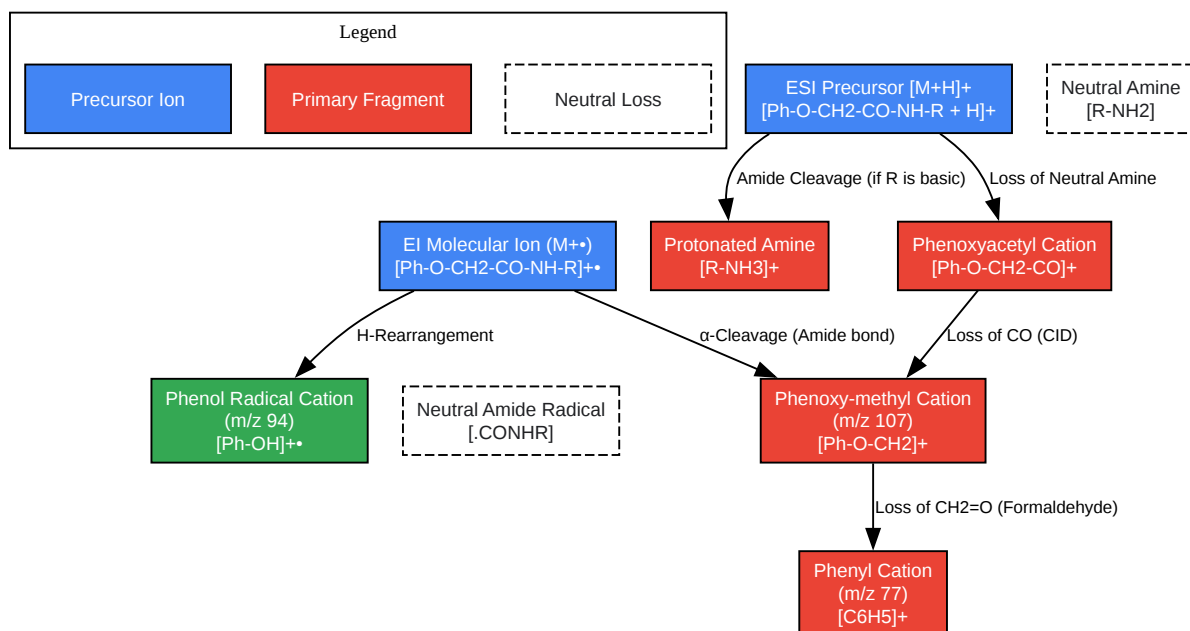 Legend
Precursor Ion
Primary Fragment
Neutral Loss
ESI Precursor [M+H]+
[Ph-O-CH2-CO-NH-R + H]+
Neutral Amine
[R-NH2]
Amide Cleavage (if R is basic)
Loss of Neutral Amine
EI Molecular Ion (M+•)
[Ph-O-CH2-CO-NH-R]+•
Protonated Amine
[R-NH3]+
Phenoxyacetyl Cation
[Ph-O-CH2-CO]+
H-Rearrangement
α-Cleavage (Amide bond)
Loss of CO (CID)
Phenol Radical Cation
(m/z 94)
[Ph-OH]+•
Neutral Amide Radical
[.CONHR]
Phenoxy-methyl Cation
(m/z 107)
[Ph-O-CH2]+
Loss of CH2=O (Formaldehyde)
Phenyl Cation
(m/z 77)
[C6H5]+